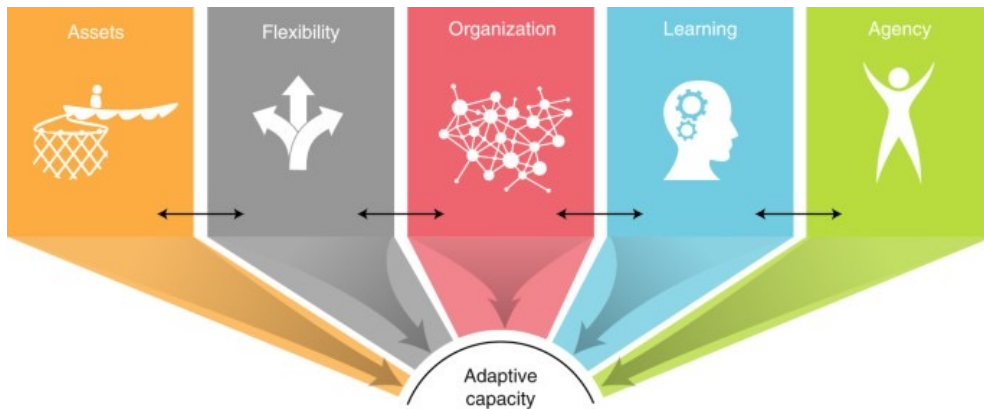 Assets
Flexibility
Organization
Learning
Agency
Adaptive
capacity